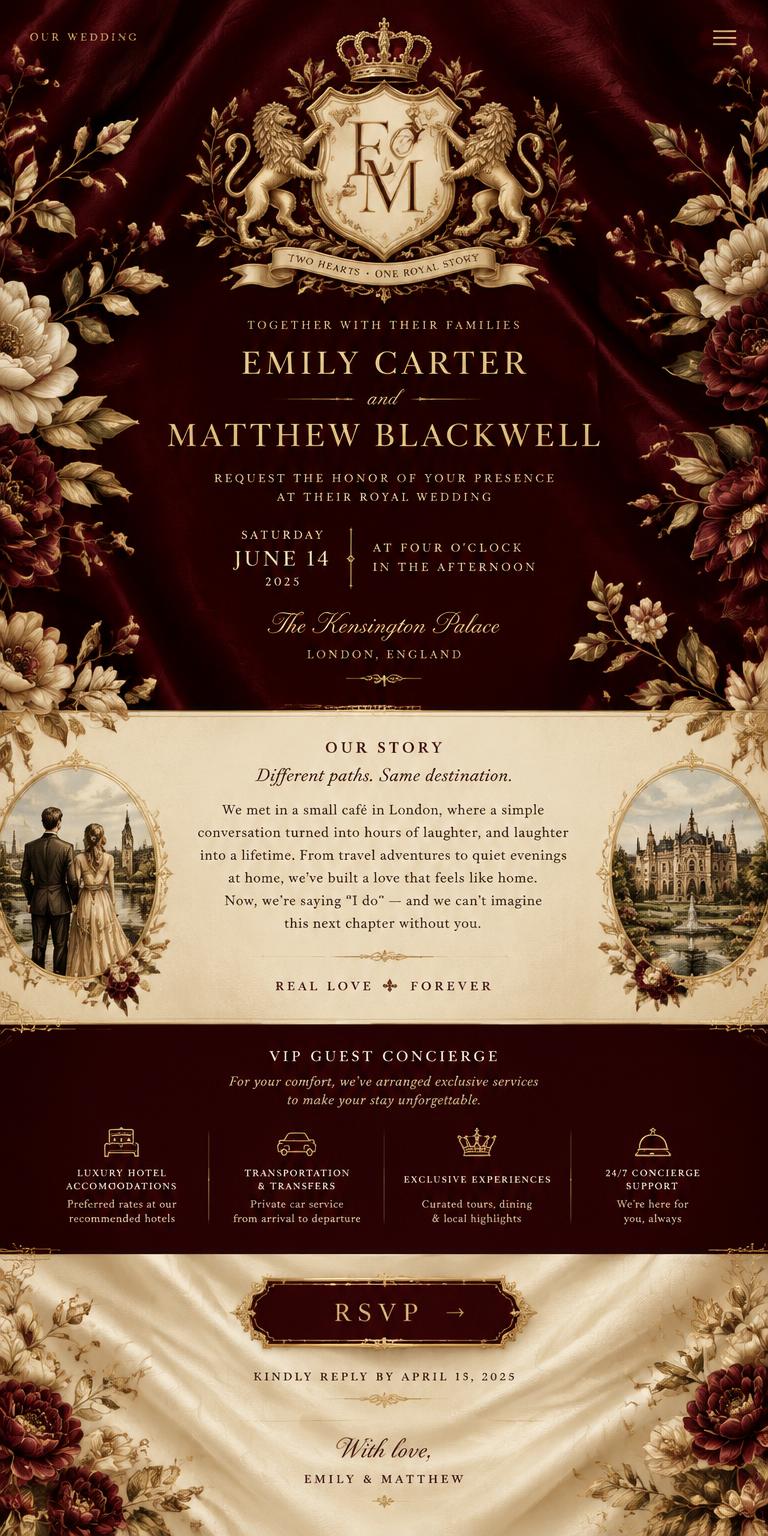 OUR WEDDING
E & M
TWO HEARTS • ONE ROYAL STORY
TOGETHER WITH THEIR FAMILIES
EMILY CARTER
and
MATTHEW BLACKWELL
REQUEST THE HONOR OF YOUR PRESENCE
AT THEIR ROYAL WEDDING
SATURDAY
JUNE 14
2025
AT FOUR O'CLOCK
IN THE AFTERNOON
The Kensington Palace
LONDON, ENGLAND
OUR STORY
Different paths. Same destination.
We met in a small café in London, where a simple
conversation turned into hours of laughter, and laughter
into a lifetime. From travel adventures to quiet evenings
at home, we've built a love that feels like home.
Now, we're saying "I do" — and we can't imagine
this next chapter without you.
REAL LOVE FOREVER
VIP GUEST CONCIERGE
For your comfort, we've arranged exclusive services
to make your stay unforgettable.
LUXURY HOTEL
ACCOMOODATIONS
Preferred rates at our
recommended hotels
TRANSPORTATION
& TRANSFERS
Private car service
from arrival to departure
EXCLUSIVE EXPERIENCES
Curated tours, dining
& local highlights
24/7 CONCIERGE
SUPPORT
We're here for
you, always
RSVP →
KINDLY REPLY BY APRIL 15, 2025
With love,
EMILY & MATTHEW